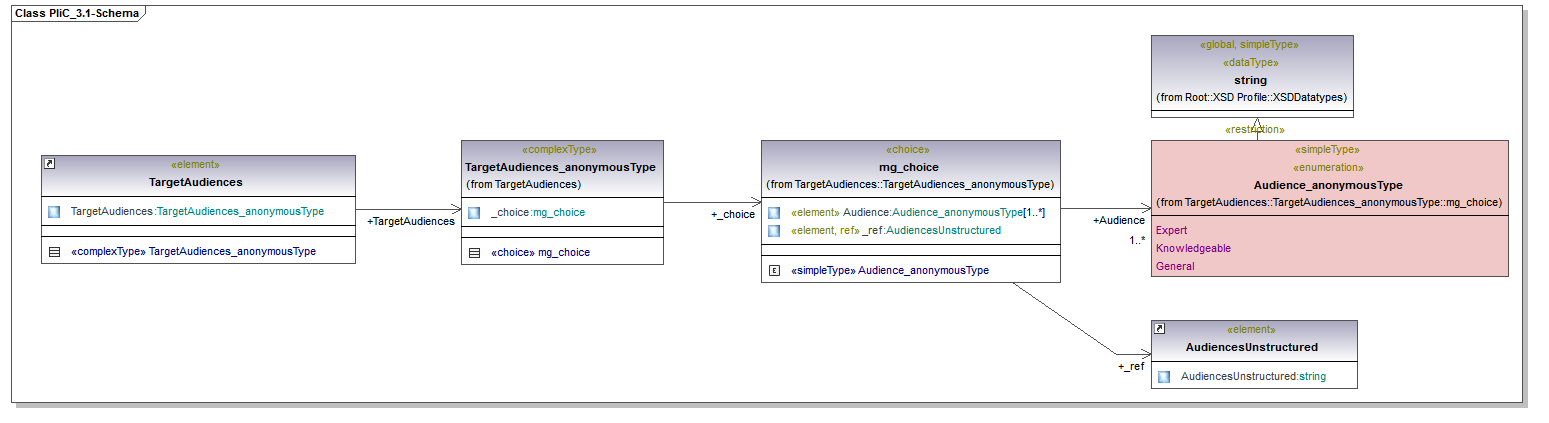 Class PliC_3.1-Schema
«element»
TargetAudiences
TargetAudiences:TargetAudiences_anonymousType
«complexType» TargetAudiences_anonymousType
+TargetAudiences
«complexType»
TargetAudiences_anonymousType
(from TargetAudiences)
_choice:mg_choice
«choice» mg_choice
+_choice
«choice»
mg_choice
(from TargetAudiences::TargetAudiences_anonymousType)
«element» Audience:Audience_anonymousType[1..*]
«element, ref» _ref:AudiencesUnstructured
«simpleType» Audience_anonymousType
+Audience
1..*
+_ref
«global, simpleType»
«dataType»
string
(from Root::XSD Profile::XSDDatatypes)
«restriction»
«simpleType»
«enumeration»
Audience_anonymousType
(from TargetAudiences::TargetAudiences_anonymousType::mg_choice)
Expert
Knowledgeable
General
«element»
AudiencesUnstructured
AudiencesUnstructured:string